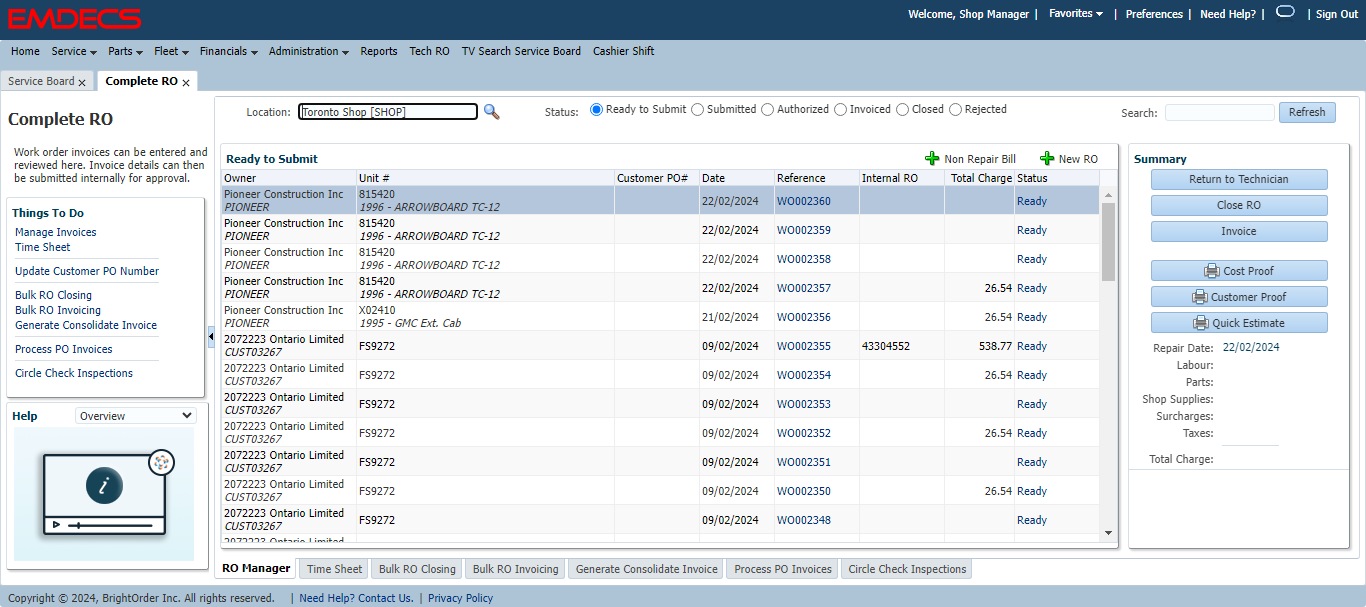 EMDECS
Welcome, Shop Manager | Favorites | Preferences | Need Help? | | Sign Out
Home Service Parts Fleet Financials Administration Reports Tech RO TV Search Service Board Cashier Shift
Service Board x Complete RO x
Complete RO
Work order invoices can be entered and
reviewed here. Invoice details can then
be submitted internally for approval.
Things To Do
Manage Invoices
Time Sheet
Update Customer PO Number
Bulk RO Closing
Bulk RO Invoicing
Generate Consolidate Invoice
Process PO Invoices
Circle Check Inspections
Help Overview
i
Location: Toronto Shop [SHOP] Status: Ready to Submit Submitted Authorized Invoiced Closed Rejected Search: Refresh
Ready to Submit Non Repair Bill New RO
Owner Unit # Customer PO# Date Reference Internal RO Total Charge Status
Pioneer Construction Inc 815420
PIONEER 1996 - ARROWBOARD TC-12 22/02/2024 WO002360 Ready
Pioneer Construction Inc 815420
PIONEER 1996 - ARROWBOARD TC-12 22/02/2024 WO002359 Ready
Pioneer Construction Inc 815420
PIONEER 1996 - ARROWBOARD TC-12 22/02/2024 WO002358 Ready
Pioneer Construction Inc 815420
PIONEER 1996 - ARROWBOARD TC-12 22/02/2024 WO002357 26.54 Ready
Pioneer Construction Inc X02410
PIONEER 1995 - GMC Ext. Cab 21/02/2024 WO002356 26.54 Ready
2072223 Ontario Limited
CUST03267 FS9272 09/02/2024 WO002355 43304552 538.77 Ready
2072223 Ontario Limited
CUST03267 FS9272 09/02/2024 WO002354 26.54 Ready
2072223 Ontario Limited
CUST03267 FS9272 09/02/2024 WO002353 Ready
2072223 Ontario Limited
CUST03267 FS9272 09/02/2024 WO002352 26.54 Ready
2072223 Ontario Limited
CUST03267 FS9272 09/02/2024 WO002351 Ready
2072223 Ontario Limited
CUST03267 FS9272 09/02/2024 WO002350 26.54 Ready
2072223 Ontario Limited
CUST03267 FS9272 09/02/2024 WO002348 Ready
2072223 Ontario Limited
Summary
Return to Technician
Close RO
Invoice
Cost Proof
Customer Proof
Quick Estimate
Repair Date: 22/02/2024
Labour:
Parts:
Shop Supplies:
Surcharges:
Taxes:
Total Charge:
RO Manager Time Sheet Bulk RO Closing Bulk RO Invoicing Generate Consolidate Invoice Process PO Invoices Circle Check Inspections
Copyright © 2024, BrightOrder Inc. All rights reserved. | Need Help? Contact Us. | Privacy Policy